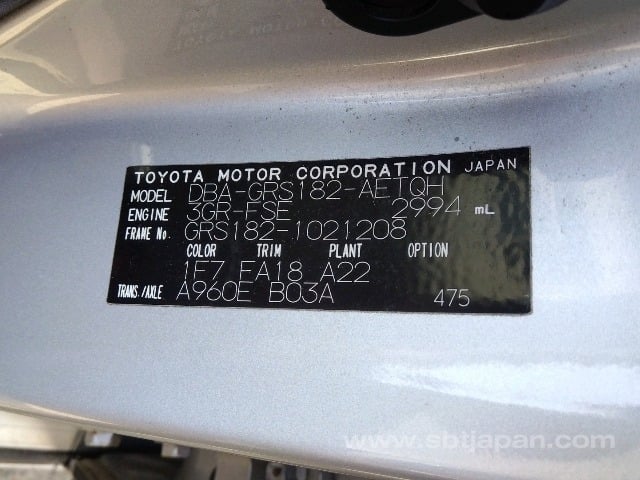 TOYOTA MOTOR CORPORATION JAPAN
MODEL DBA-GRS182-AETQH
ENGINE 3GR-FSE 2994 mL
FRAME No. GRS182-1021208
COLOR TRIM PLANT OPTION
1F7 FA18 A22
TRANS./AXLE A960E B03A 475
www.sbtjapan.com